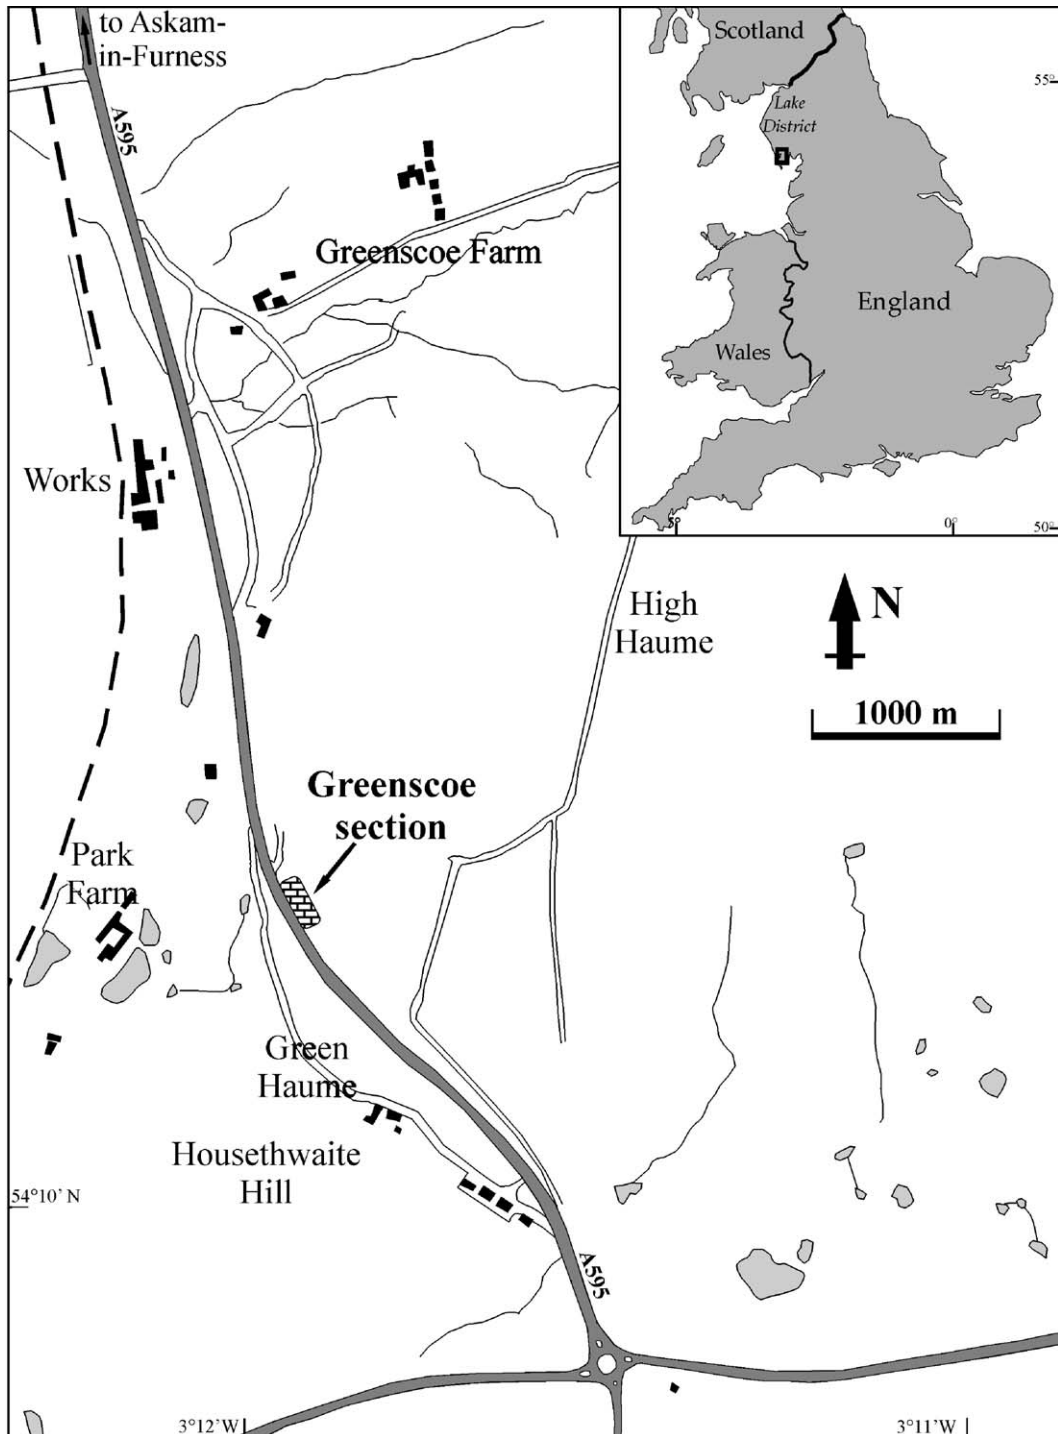 to Askam-
in-Furness
A595
Scotland
55°
Lake
District
England
Wales
5°
0°
50°
Greenscoe Farm
Works
High
Haume
N
1000 m
Greenscoe
section
Park
Farm
Green
Haume
Housethwaite
Hill
54°10' N
A595
3°12'W
3°11'W